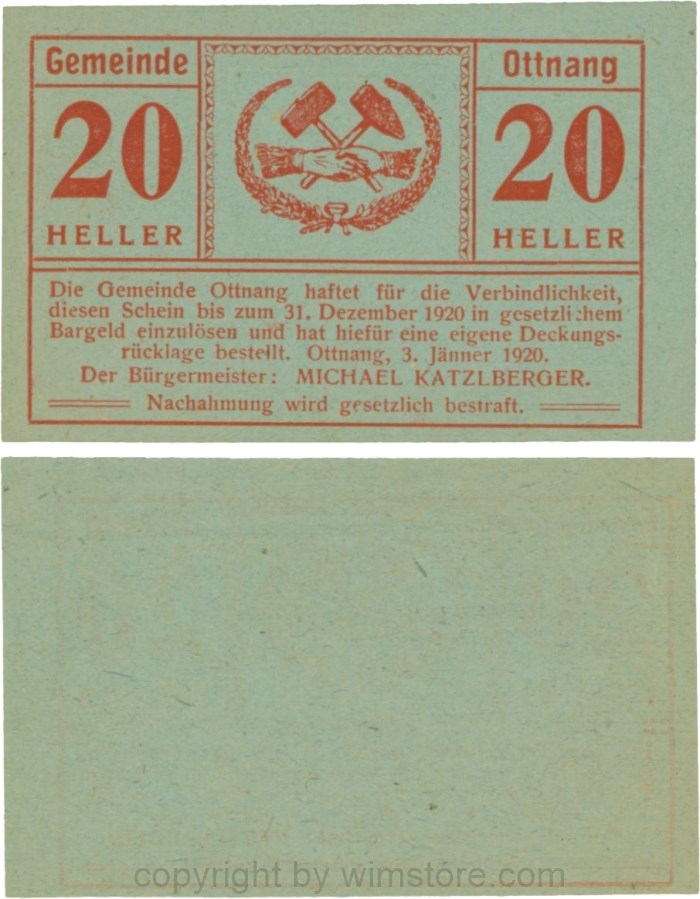 Gemeinde
20
HELLER
Ottnang
20
HELLER
Die Gemeinde Ottnang haftet für die Verbindlichkeit,
diesen Schein bis zum 31. Dezember 1920 in gesetzlichem
Bargeld einzulösen und hat hiefür eine eigene Deckungs-
rücklage bestellt. Ottnang, 3. Jänner 1920.
Der Bürgermeister: MICHAEL KATZLBERGER.
Nachahmung wird gesetzlich bestraft.
copyright by wimstore.com